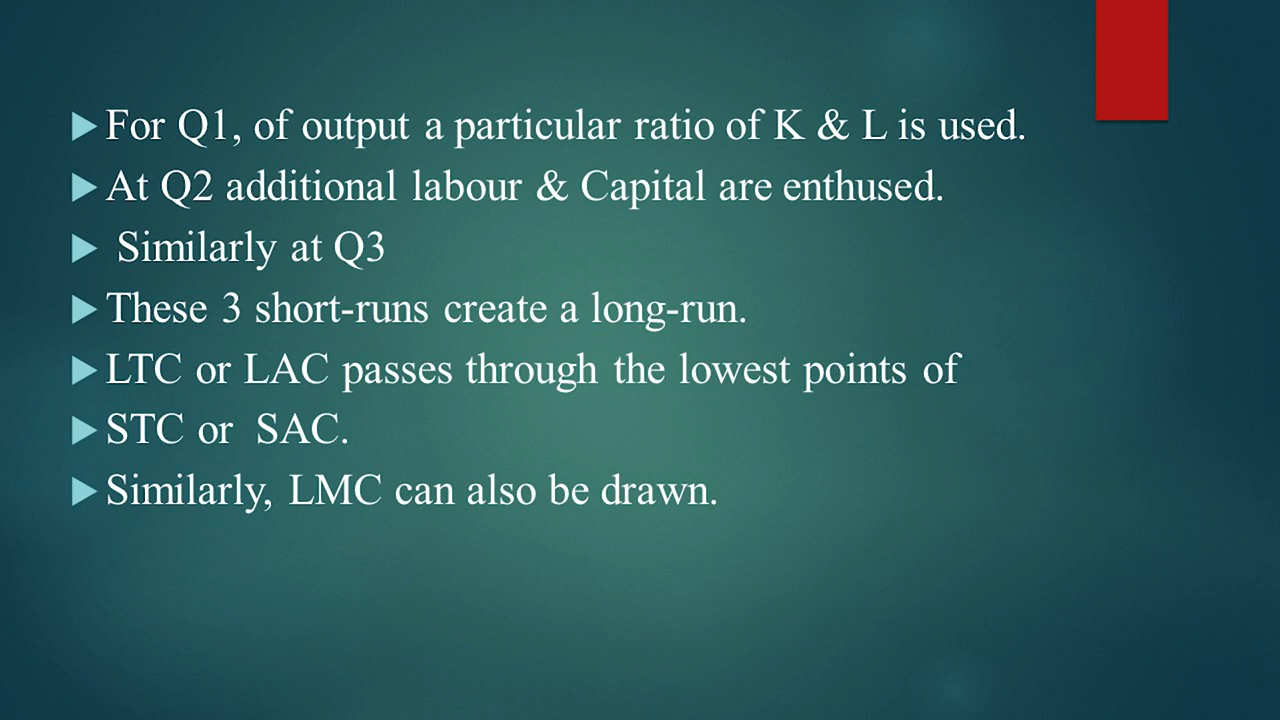 For Q1, of output a particular ratio of K & L is used.
At Q2 additional labour & Capital are enthused.
Similarly at Q3
These 3 short-runs create a long-run.
LTC or LAC passes through the lowest points of
STC or SAC.
Similarly, LMC can also be drawn.